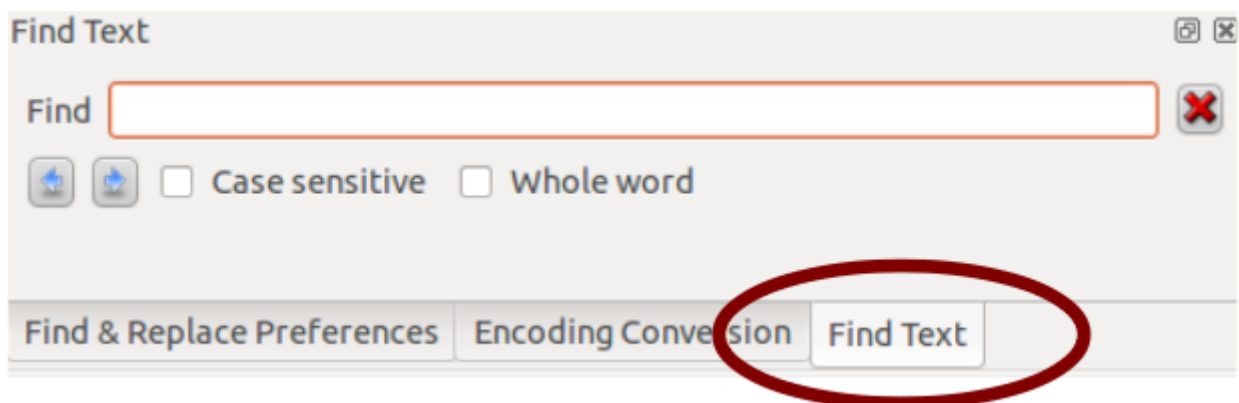 Find Text
Find
Case sensitive Whole word
Find & Replace Preferences Encoding Conversion Find Text